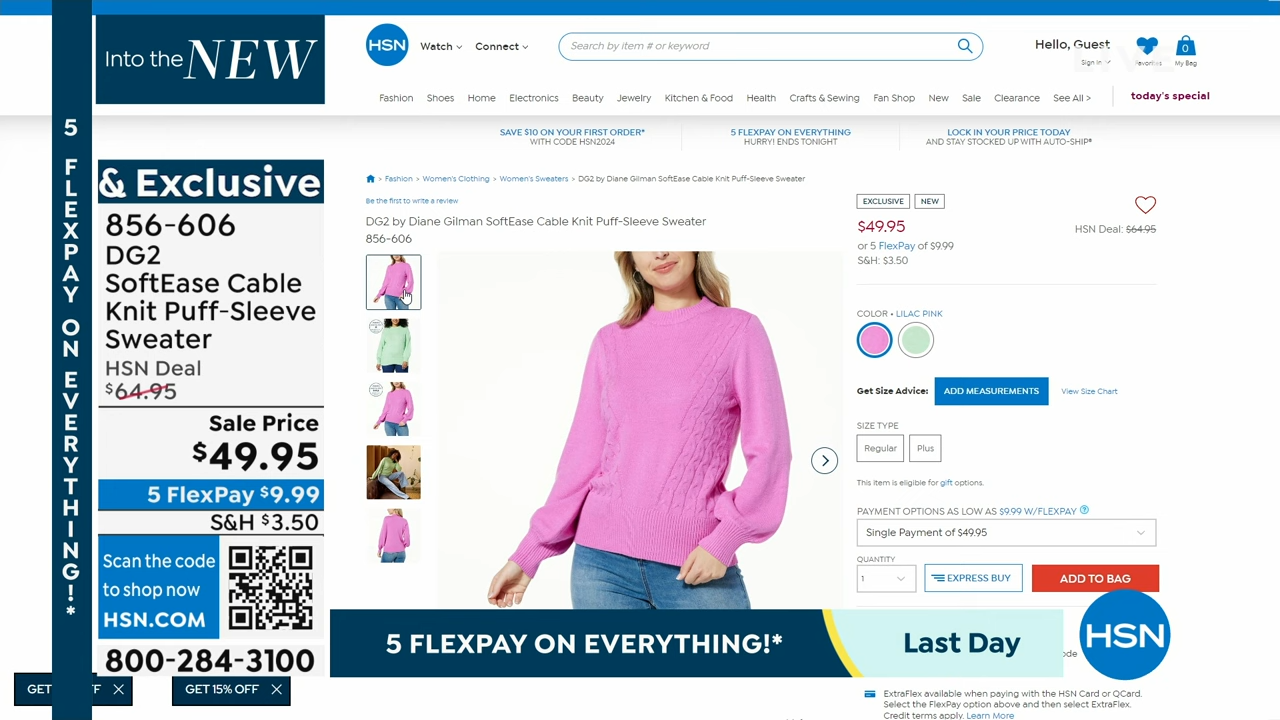 Into the NEW
5 FLEXPAY ON EVERYTHING!*
& Exclusive
856-606
DG2
SoftEase Cable
Knit Puff-Sleeve
Sweater
HSN Deal
$64.95
Sale Price
$49.95
5 FlexPay $9.99
S&H $3.50
Scan the code
to shop now
HSN.COM
800-284-3100
GET
FF
GET 15% OFF
HSN
Watch
Connect
Search by item # or keyword
Hello, Guest
Sign In
Favorites
0
My Bag
Fashion Shoes Home Electronics Beauty Jewelry Kitchen & Food Health Crafts & Sewing Fan Shop New Sale Clearance See All > today's special
SAVE $10 ON YOUR FIRST ORDER*
WITH CODE HSN2024
5 FLEXPAY ON EVERYTHING
HURRY! ENDS TONIGHT
LOCK IN YOUR PRICE TODAY
AND STAY STOCKED UP WITH AUTO-SHIP®
> Fashion > Women's Clothing > Women's Sweaters > DG2 by Diane Gilman SoftEase Cable Knit Puff-Sleeve Sweater
Be the first to write a review
DG2 by Diane Gilman SoftEase Cable Knit Puff-Sleeve Sweater
856-606
EXCLUSIVE
NEW
$49.95
HSN Deal: $64.95
or 5 FlexPay of $9.99
S&H: $3.50
COLOR • LILAC PINK
Get Size Advice:
ADD MEASUREMENTS
View Size Chart
SIZE TYPE
Regular
Plus
This item is eligible for gift options.
PAYMENT OPTIONS AS LOW AS $9.99 W/FLEXPAY
Single Payment of $49.95
QUANTITY
1
EXPRESS BUY
ADD TO BAG
5 FLEXPAY ON EVERYTHING!*
Last Day
HSN
ode
ExtraFlex available when paying with the HSN Card or QCard.
Select the FlexPay option above and then select ExtraFlex.
Credit terms apply. Learn More